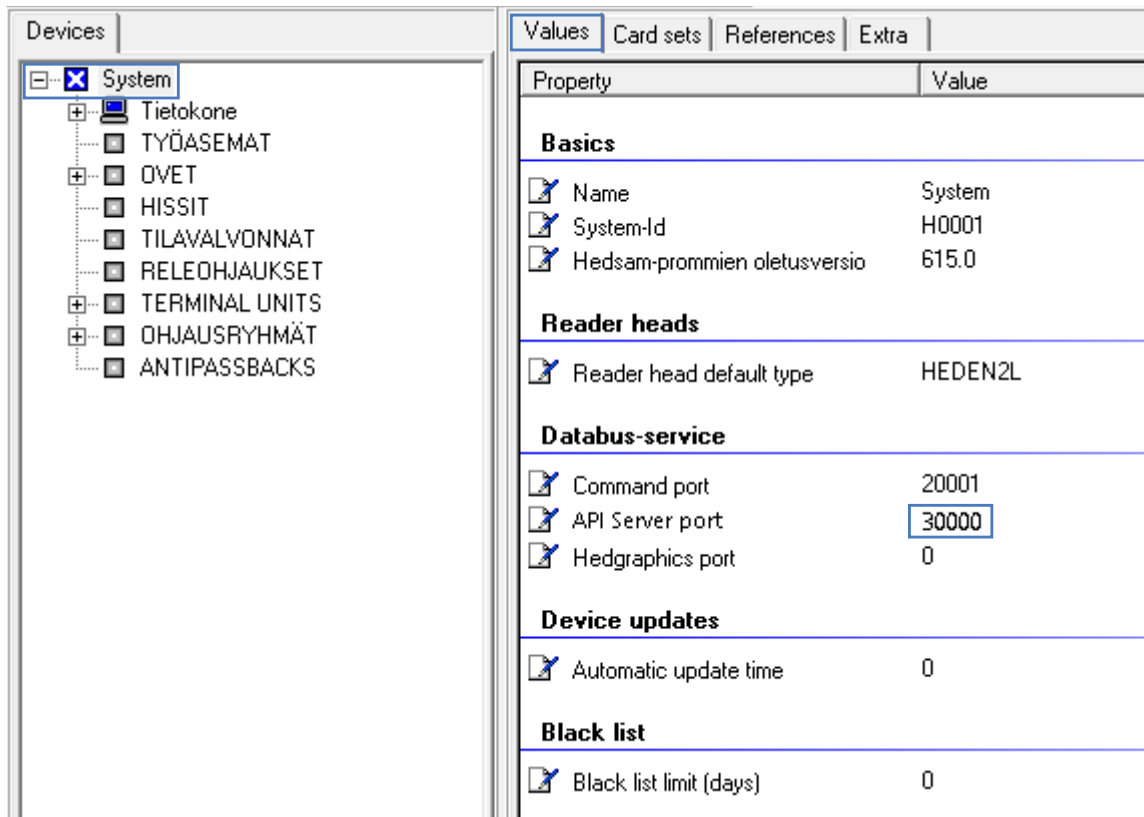 Devices
System
Tietokone
TYÖASEMAT
OVET
HISSIT
TILAVALVONNAT
RELEOHJAUKSET
TERMINAL UNITS
OHJAUSRYHMÄT
ANTIPASSBACKS
Values Card sets References Extra
Property Value
Basics
Name System
System-Id H0001
Hedsam-prommien oletusversio 615.0
Reader heads
Reader head default type HEDEN2L
Databus-service
Command port 20001
API Server port 30000
Hedgraphics port 0
Device updates
Automatic update time 0
Black list
Black list limit (days) 0